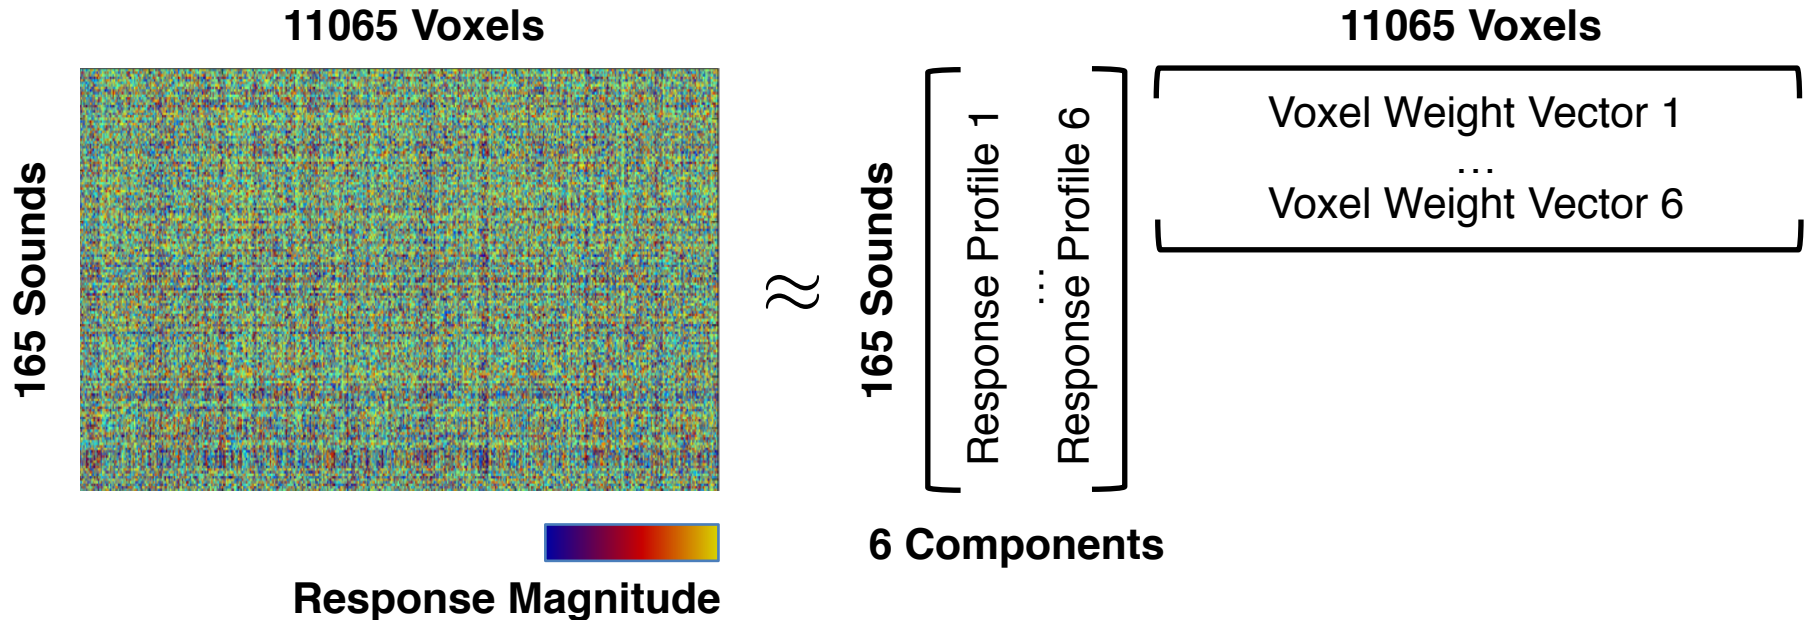 11065 Voxels
165 Sounds
Response Magnitude
≈
165 Sounds
Response Profile 1
...
Response Profile 6
6 Components
11065 Voxels
Voxel Weight Vector 1
...
Voxel Weight Vector 6